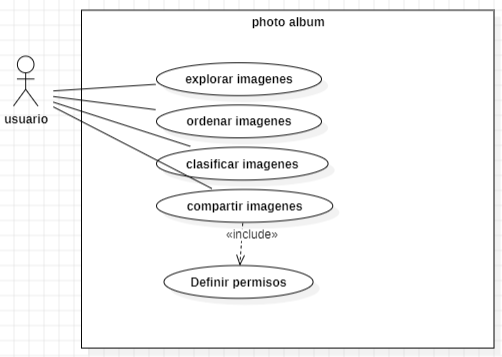 photo album
explorar imagenes
usuario
ordenar imagenes
clasificar imagenes
compartir imagenes
«include»
Definir permisos